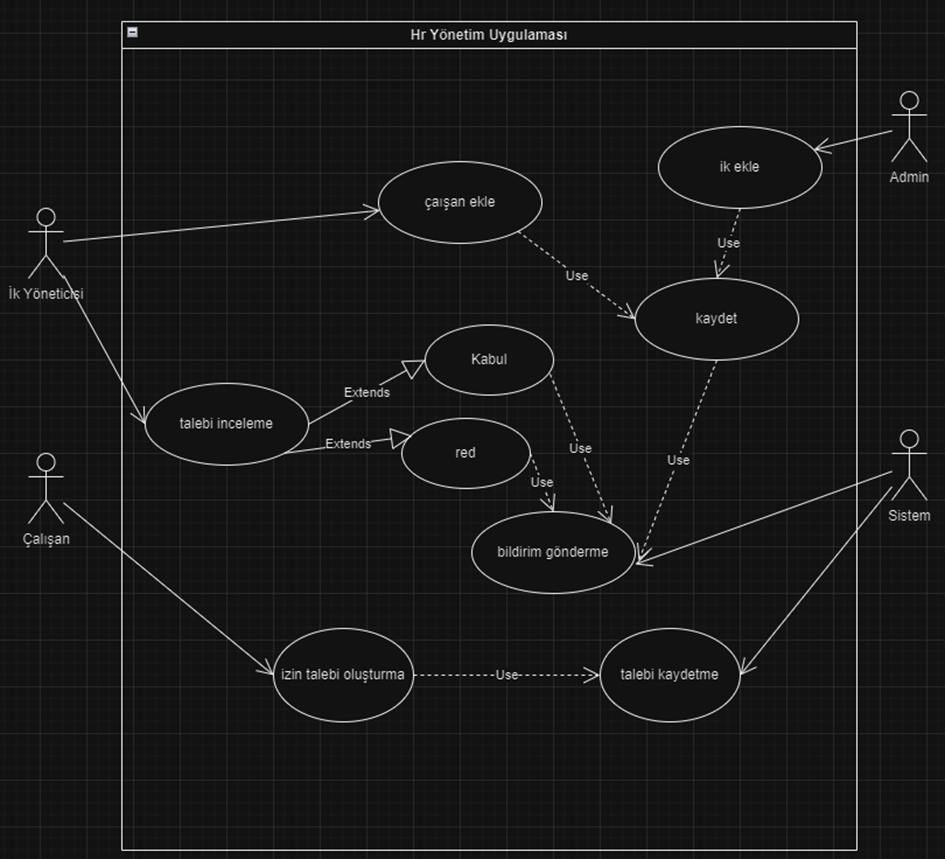 Hr Yönetim Uygulaması
Admin
ik ekle
çaışan ekle
Use
Use
İk Yöneticisi
kaydet
Kabul
Extends
talebi inceleme
Extends
red
Use
Use
Use
Sistem
Çalışan
bildirim gönderme
izin talebi oluşturma
Use
talebi kaydetme